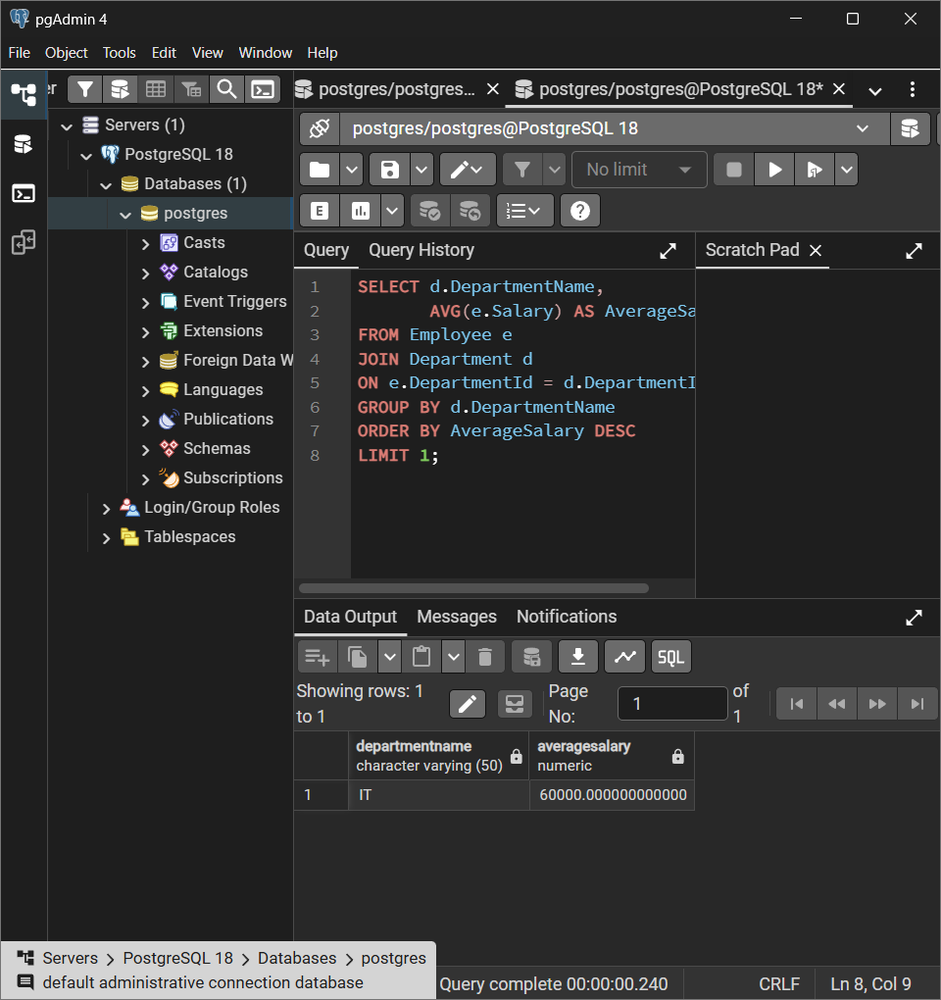 pgAdmin 4
File Object Tools Edit View Window Help
er
postgres/postgres...
postgres/postgres@PostgreSQL 18*
Servers (1)
PostgreSQL 18
Databases (1)
postgres
Casts
Catalogs
Event Triggers
Extensions
Foreign Data W
Languages
Publications
Schemas
Subscriptions
Login/Group Roles
Tablespaces
postgres/postgres@PostgreSQL 18
No limit
E
Query Query History
Scratch Pad
1 SELECT d.DepartmentName,
2 AVG(e.Salary) AS AverageSa
3 FROM Employee e
4 JOIN Department d
5 ON e.DepartmentId = d.DepartmentI
6 GROUP BY d.DepartmentName
7 ORDER BY AverageSalary DESC
8 LIMIT 1;
Data Output Messages Notifications
SQL
Showing rows: 1
to 1
Page
No:
1
of
1
departmentname
character varying (50)
averagesalary
numeric
1 IT 60000.000000000000
Servers > PostgreSQL 18 > Databases > postgres
default administrative connection database
Query complete 00:00:00.240
CRLF
Ln 8, Col 9